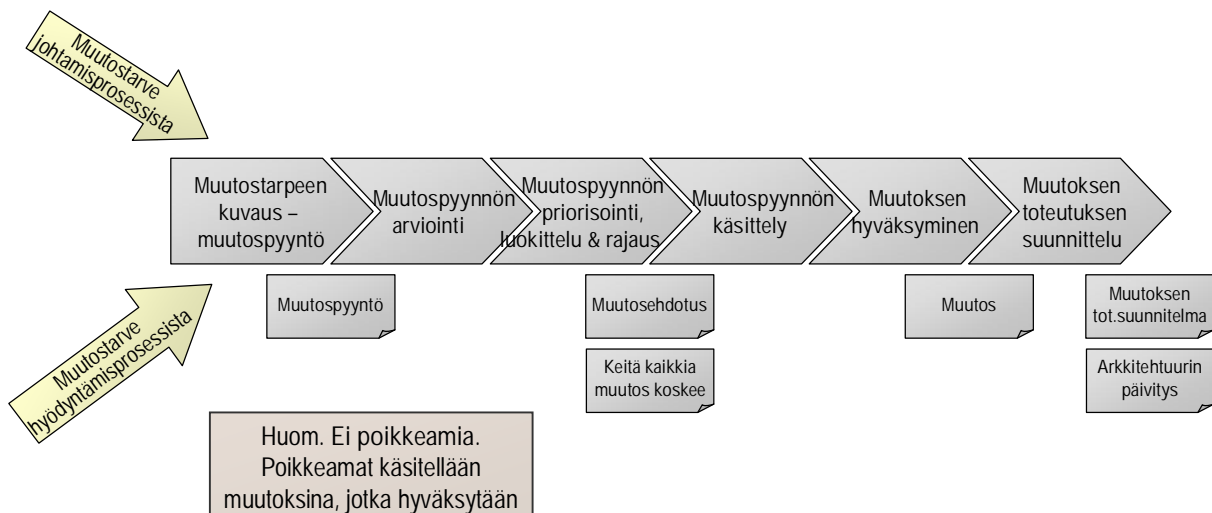 Muutostarve
johtamisprosessista
Muutostarpeen
kuvaus –
muutospyyntö
Muutospyynnön
arviointi
Muutospyynnön
priorisointi,
luokittelu & rajaus
Muutospyynnön
käsittely
Muutoksen
hyväksyminen
Muutoksen
toteutuksen
suunnittelu
Muutospyyntö
Muutosehdotus
Muutos
Muutoksen
tot.suunnitelma
Keitä kaikkia
muutos koskee
Arkkitehtuurin
päivitys
Muutostarve
hyödyntämisprosessista
Huom. Ei poikkeamia.
Poikkeamat käsitellään
muutoksina, jotka hyväksytään